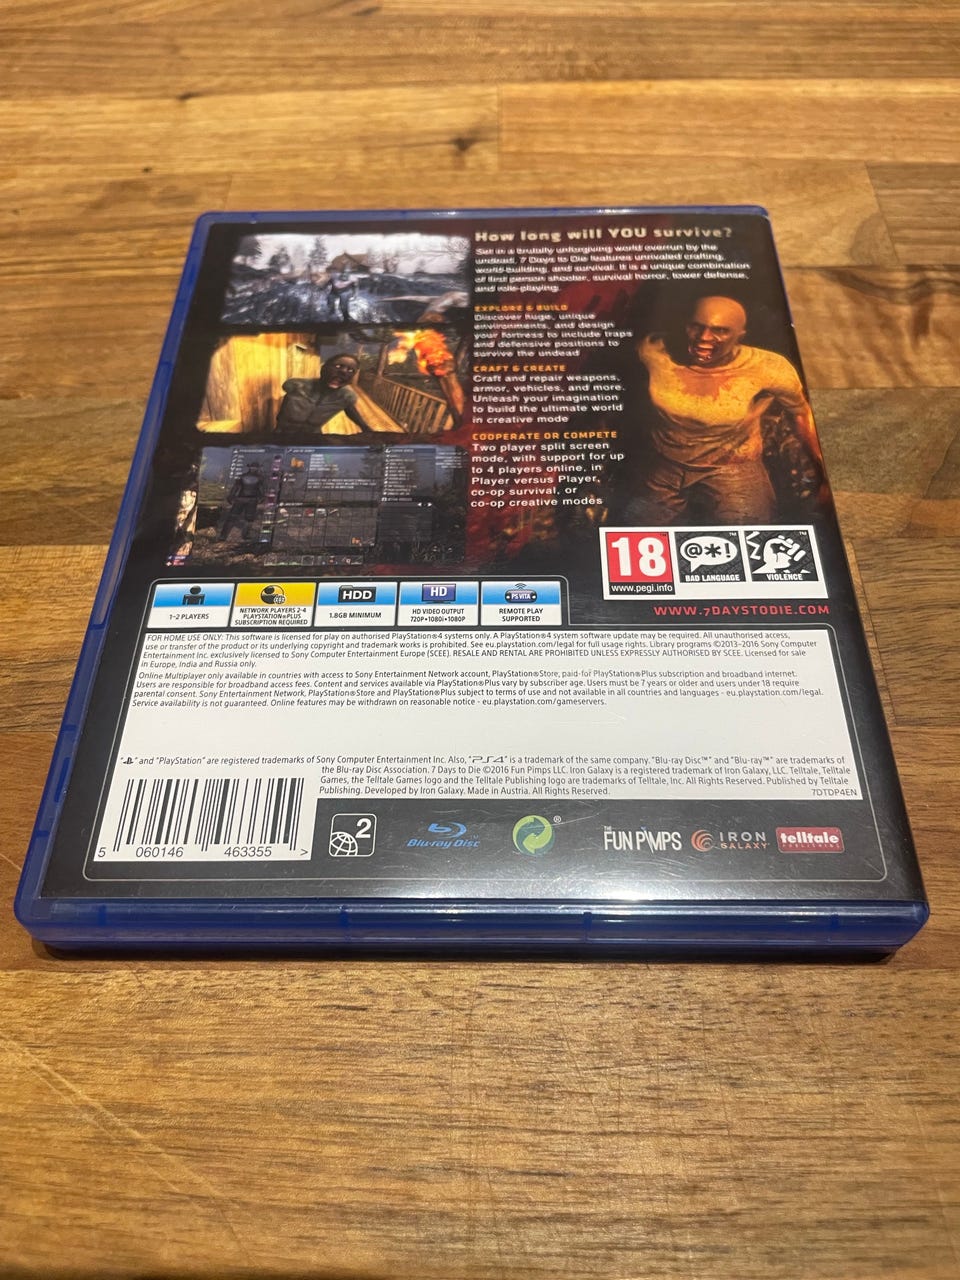 How long will YOU survive?
Set in a brutally unforgiving world overrun by the
undead, 7 Days to Die features unrivaled crafting,
world-building, and survival. It is a unique combination
of first person shooter, survival horror, tower defense,
and role-playing.
EXPLORE & BUILD
Discover huge, unique
environments, and design
your fortress to include traps
and defensive positions to
survive the undead
CRAFT & CREATE
Craft and repair weapons,
armor, vehicles, and more.
Unleash your imagination
to build the ultimate world
in creative mode
COOPERATE OR COMPETE
Two player split screen
mode, with support for up
to 4 players online, in
Player versus Player,
co-op survival, or
co-op creative modes
18
www.pegi.info
@*!
BAD LANGUAGE
VIOLENCE
WWW.7DAYSTODIE.COM
1-2 PLAYERS
NETWORK PLAYERS 2-4
PLAYSTATION®PLUS
SUBSCRIPTION REQUIRED
HDD
1.8GB MINIMUM
HD
HD VIDEO OUTPUT
720P•1080i•1080P
PS VITA
REMOTE PLAY
SUPPORTED
FOR HOME USE ONLY: This software is licensed for play on authorised PlayStation®4 systems only. A PlayStation®4 system software update may be required. All unauthorised access,
use or transfer of the product or its underlying copyright and trademark works is prohibited. See eu.playstation.com/legal for full usage rights. Library programs ©2013-2016 Sony Computer
Entertainment Inc. exclusively licensed to Sony Computer Entertainment Europe (SCEE). RESALE AND RENTAL ARE PROHIBITED UNLESS EXPRESSLY AUTHORISED BY SCEE. Licensed for sale
in Europe, India and Russia only.
Online Multiplayer only available in countries with access to Sony Entertainment Network account, PlayStation®Store, paid-for PlayStation®Plus subscription and broadband internet.
Users are responsible for broadband access fees. Content and services available via PlayStation®Plus vary by subscriber age. Users must be 7 years or older and users under 18 require
parental consent. Sony Entertainment Network, PlayStation®Store and PlayStation®Plus subject to terms of use and not available in all countries and languages - eu.playstation.com/legal.
Service availability is not guaranteed. Online features may be withdrawn on reasonable notice - eu.playstation.com/gameservers.
" " and "PlayStation" are registered trademarks of Sony Computer Entertainment Inc. Also, "PS4" is a trademark of the same company. "Blu-ray Disc™" and "Blu-ray™" are trademarks of
the Blu-ray Disc Association. 7 Days to Die ©2016 Fun Pimps LLC. Iron Galaxy is a registered trademark of Iron Galaxy, LLC. Telltale, Telltale
Games, the Telltale Games logo and the Telltale Publishing logo are trademarks of Telltale, Inc. All Rights Reserved. Published by Telltale
Publishing. Developed by Iron Galaxy. Made in Austria. All Rights Reserved.
7DTDP4EN
5 060146 463355 >
2
Blu-ray Disc
®
THE FUN PIMPS
IRON
GALAXY
telltale
PUBLISHING